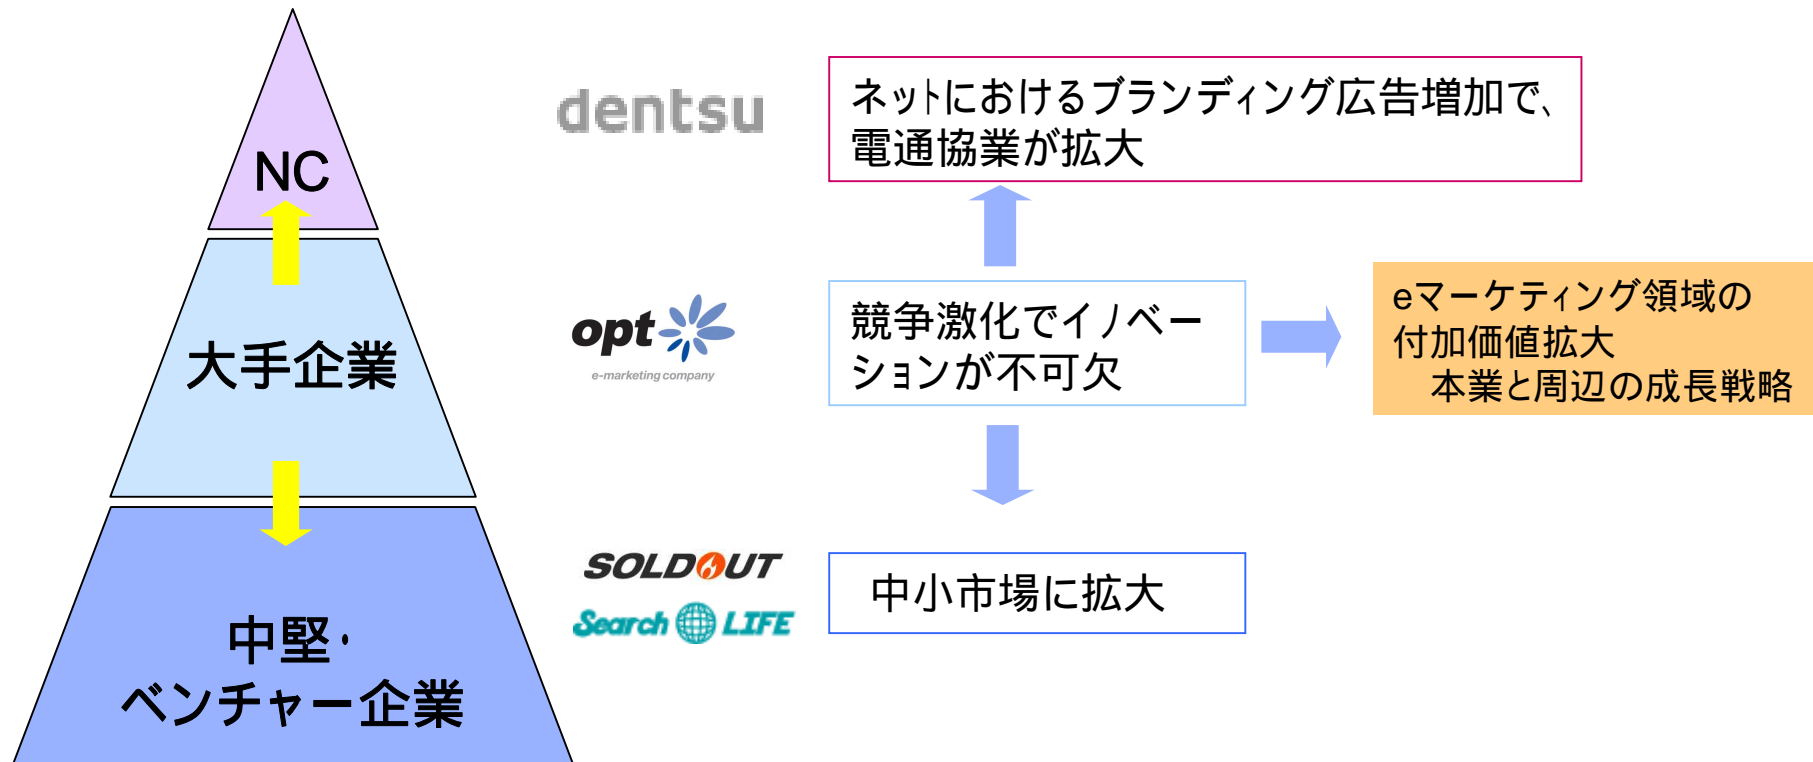 NC
大手企業
中堅・
ベンチャー企業
dentsu
ネットにおけるブランディング広告増加で、
電通協業が拡大
opt
e-marketing company
競争激化でイノベー
ションが不可欠
eマーケティング領域の
付加価値拡大
本業と周辺の成長戦略
SOLDOUT
Search LIFE
中小市場に拡大